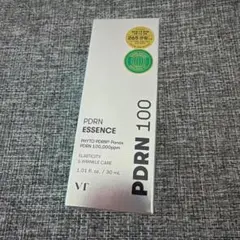 PDRN
ESSENCE
PHYTO PDRN® Panax
PDRN 100,000ppm
ELASTICITY
& WRINKLE CARE
1.01 fl. oz. / 30 mL
VT
PDRN 100